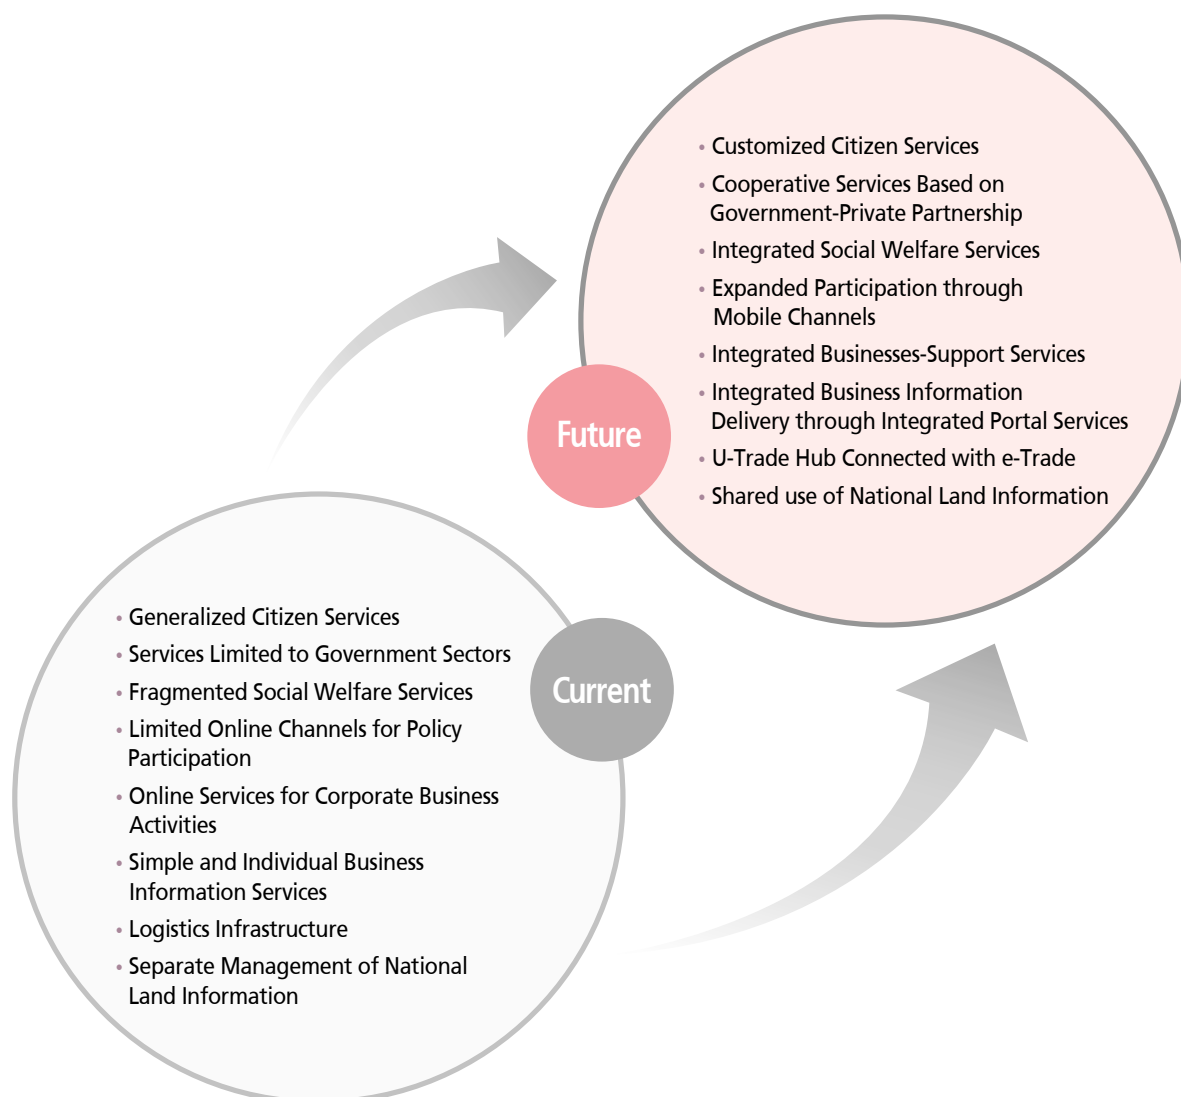 • Customized Citizen Services
• Cooperative Services Based on
Government-Private Partnership
• Integrated Social Welfare Services
• Expanded Participation through
Mobile Channels
• Integrated Businesses-Support Services
• Integrated Business Information
Delivery through Integrated Portal Services
• U-Trade Hub Connected with e-Trade
• Shared use of National Land Information
Future
• Generalized Citizen Services
• Services Limited to Government Sectors
• Fragmented Social Welfare Services
• Limited Online Channels for Policy
Participation
• Online Services for Corporate Business
Activities
• Simple and Individual Business
Information Services
• Logistics Infrastructure
• Separate Management of National
Land Information
Current